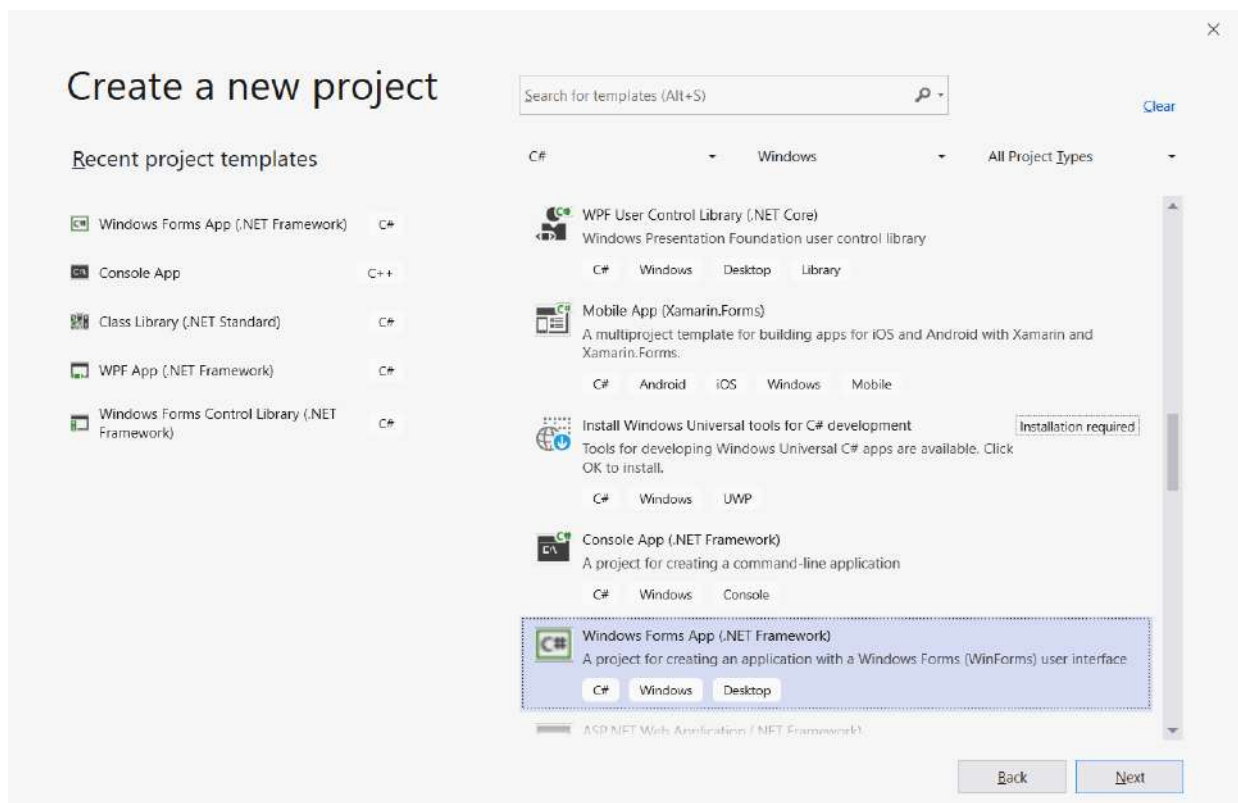 Create a new project
Search for templates (Alt+S)
Clear
Recent project templates
C#
Windows
All Project Types
Windows Forms App (.NET Framework) C#
Console App C++
Class Library (.NET Standard) C#
WPF App (.NET Framework) C#
Windows Forms Control Library (.NET
Framework) C#
WPF User Control Library (.NET Core)
Windows Presentation Foundation user control library
C# Windows Desktop Library
Mobile App (Xamarin.Forms)
A multiproject template for building apps for iOS and Android with Xamarin and
Xamarin.Forms.
C# Android iOS Windows Mobile
Install Windows Universal tools for C# development Installation required
Tools for developing Windows Universal C# apps are available. Click
OK to install.
C# Windows UWP
Console App (.NET Framework)
A project for creating a command-line application
C# Windows Console
Windows Forms App (.NET Framework)
A project for creating an application with a Windows Forms (WinForms) user interface
C# Windows Desktop
ASP.NET Web Application (.NET Framework)
Back Next